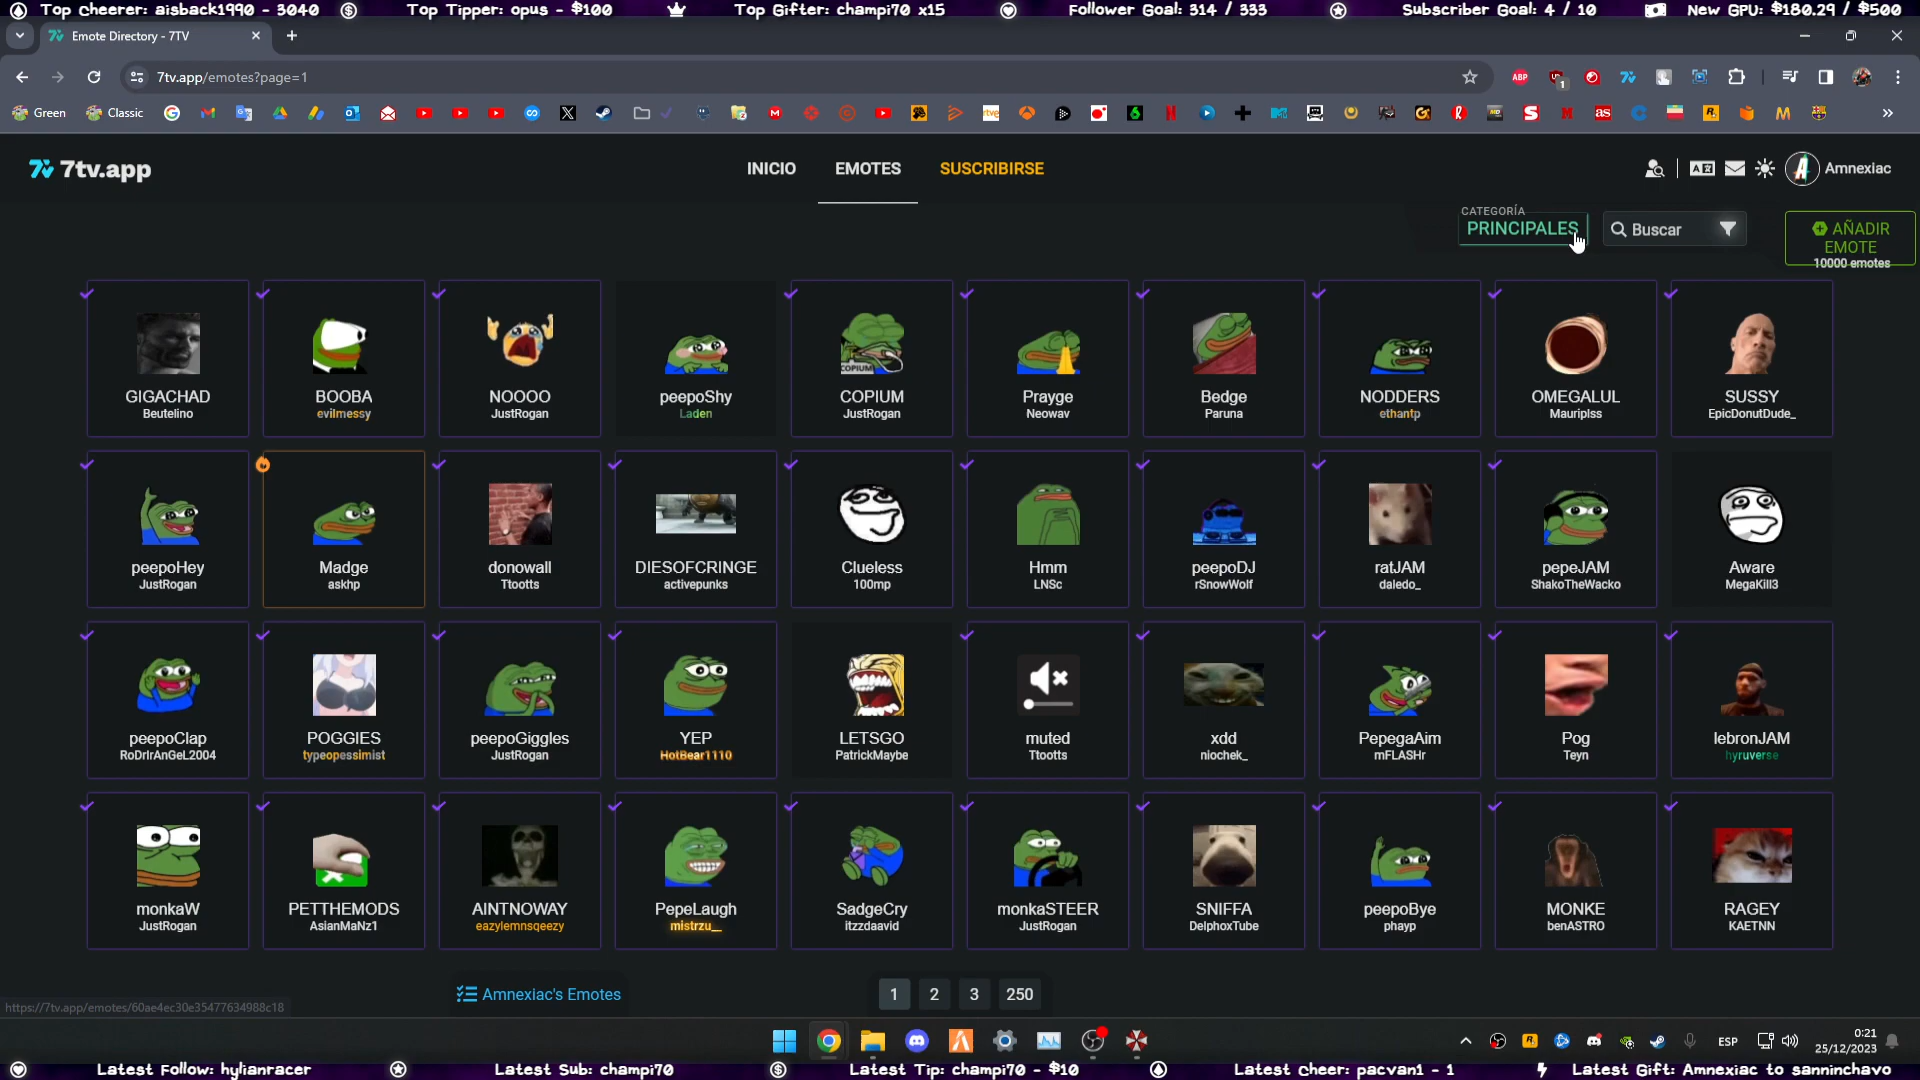 Top Cheerer: aisback1990 - 3040
Top Tipper: opus - $100
Top Gifter: champi70 x15
Follower Goal: 314 / 333
Subscriber Goal: 4 / 10
New GPU: $180.29 / $500
Emote Directory - 7TV
7tv.app/emotes?page=1
ABP
1
Green
Classic
7tv.app
INICIO
EMOTES
SUSCRIBIRSE
Amnexiac
CATEGORÍA
PRINCIPALES
Buscar
AÑADIR
EMOTE
10000 emotes
COPIUM
GIGACHAD
BOOBA
NOOOO
peepoShy
COPIUM
Prayge
Bedge
NODDERS
OMEGALUL
SUSSY
Beutelino
evilmessy
JustRogan
Laden
JustRogan
Neowav
Paruna
ethantp
Mauriplss
EpicDonutDude_
peepoHey
Madge
donowall
DIESOFCRINGE
Clueless
Hmm
peepoDJ
ratJAM
pepeJAM
Aware
JustRogan
askhp
Ttootts
activepunks
100mp
LNSc
rSnowWolf
daledo_
ShakoTheWacko
MegaKill3
peepoClap
POGGIES
peepoGiggles
YEP
LETSGO
muted
xdd
PepegaAim
Pog
lebronJAM
RoDrIrAnGeL2004
typeopessimist
JustRogan
HotBear1110
PatrickMaybe
Ttootts
niochek_
mFLASHr
Teyn
hyruverse
monkaW
PETTHEMODS
AINTNOWAY
PepeLaugh
SadgeCry
monkaSTEER
SNIFFA
peepoBye
MONKE
RAGEY
JustRogan
AsianMaNz1
eazylemnsqeezy
mistrzu_
itzzdaavid
JustRogan
DelphoxTube
phayp
benASTRO
KAETNN
Amnexiac's Emotes
1
2
3
250
https://7tv.app/emotes/60ae4ec30e35477634988c18
ESP
0:21
25/12/2023
Latest Follow: hylianracer
Latest Sub: champi70
Latest Tip: champi70 - $10
Latest Cheer: pacvan1 - 1
Latest Gift: Amnexiac to sanninchavo